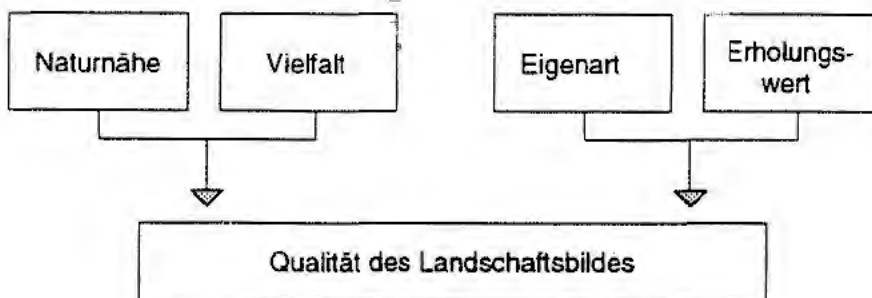 Naturnähe
Vielfalt
Eigenart
Erholungs-
wert
Qualität des Landschaftsbildes